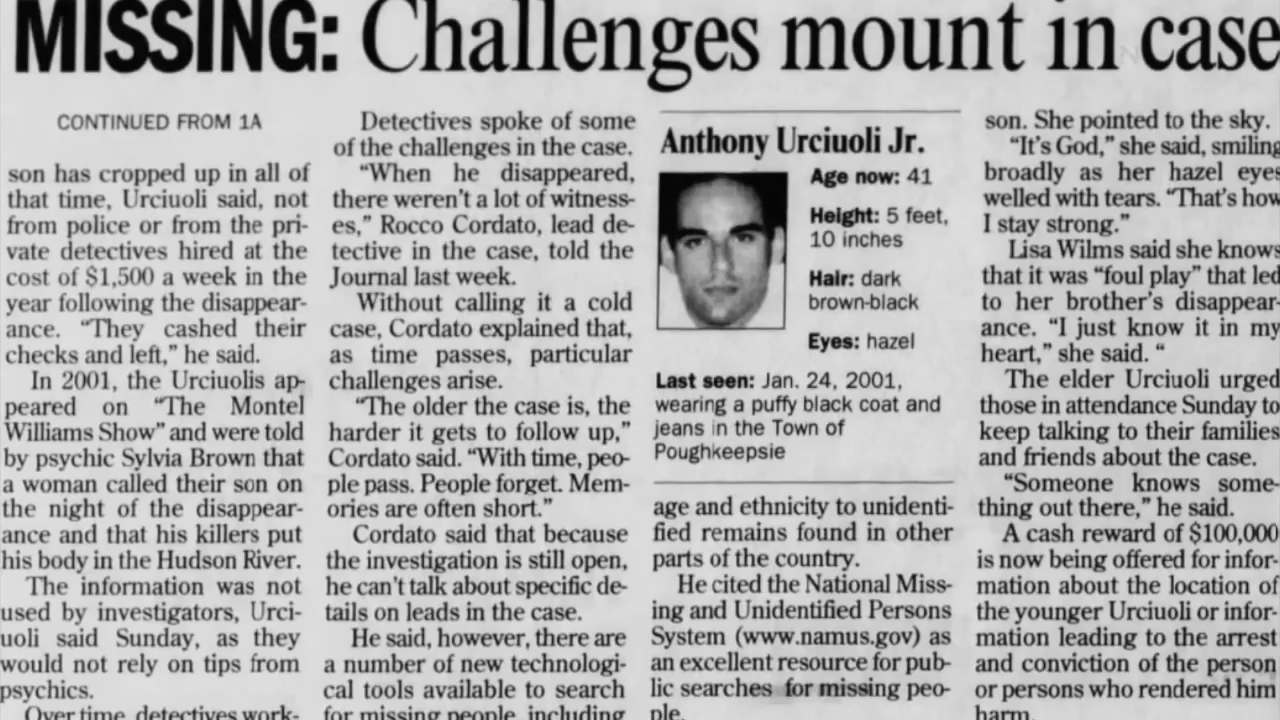 MISSING: Challenges mount in case
CONTINUED FROM 1A
son has cropped up in all of
that time, Urciuoli said, not
from police or from the pri-
vate detectives hired at the
cost of $1,500 a week in the
year following the disappear-
ance. “They cashed their
checks and left,” he said.
In 2001, the Urciuolis ap-
peared on “The Montel
Williams Show” and were told
by psychic Sylvia Brown that
a woman called their son on
the night of the disappear-
ance and that his killers put
his body in the Hudson River.
The information was not
used by investigators, Urci-
uoli said Sunday, as they
would not rely on tips from
psychics.
Over time, detectives work-
Detectives spoke of some
of the challenges in the case.
“When he disappeared,
there weren't a lot of witness-
es,” Rocco Cordato, lead de-
tective in the case, told the
Journal last week.
Without calling it a cold
case, Cordato explained that,
as time passes, particular
challenges arise.
“The older the case is, the
harder it gets to follow up,”
Cordato said. “With time, peo-
ple pass. People forget. Mem-
ories are often short.”
Cordato said that because
the investigation is still open,
he can't talk about specific de-
tails on leads in the case.
He said, however, there are
a number of new technologi-
cal tools available to search
for missing people, including
Anthony Urciuoli Jr.
Age now: 41
Height: 5 feet,
10 inches
Hair: dark
brown-black
Eyes: hazel
Last seen: Jan. 24, 2001,
wearing a puffy black coat and
jeans in the Town of
Poughkeepsie
age and ethnicity to unidenti-
fied remains found in other
parts of the country.
He cited the National Miss-
ing and Unidentified Persons
System (www.namus.gov) as
an excellent resource for pub-
lic searches for missing peo-
ple.
son. She pointed to the sky.
“It's God,” she said, smiling
broadly as her hazel eyes
welled with tears. “That's how
I stay strong.”
Lisa Wilms said she knows
that it was “foul play” that led
to her brother's disappear-
ance. “I just know it in my
heart,” she said. “
The elder Urciuoli urged
those in attendance Sunday to
keep talking to their families
and friends about the case.
“Someone knows some-
thing out there,” he said.
A cash reward of $100,000
is now being offered for infor-
mation about the location of
the younger Urciuoli or infor-
mation leading to the arrest
and conviction of the person
or persons who rendered him
harm.